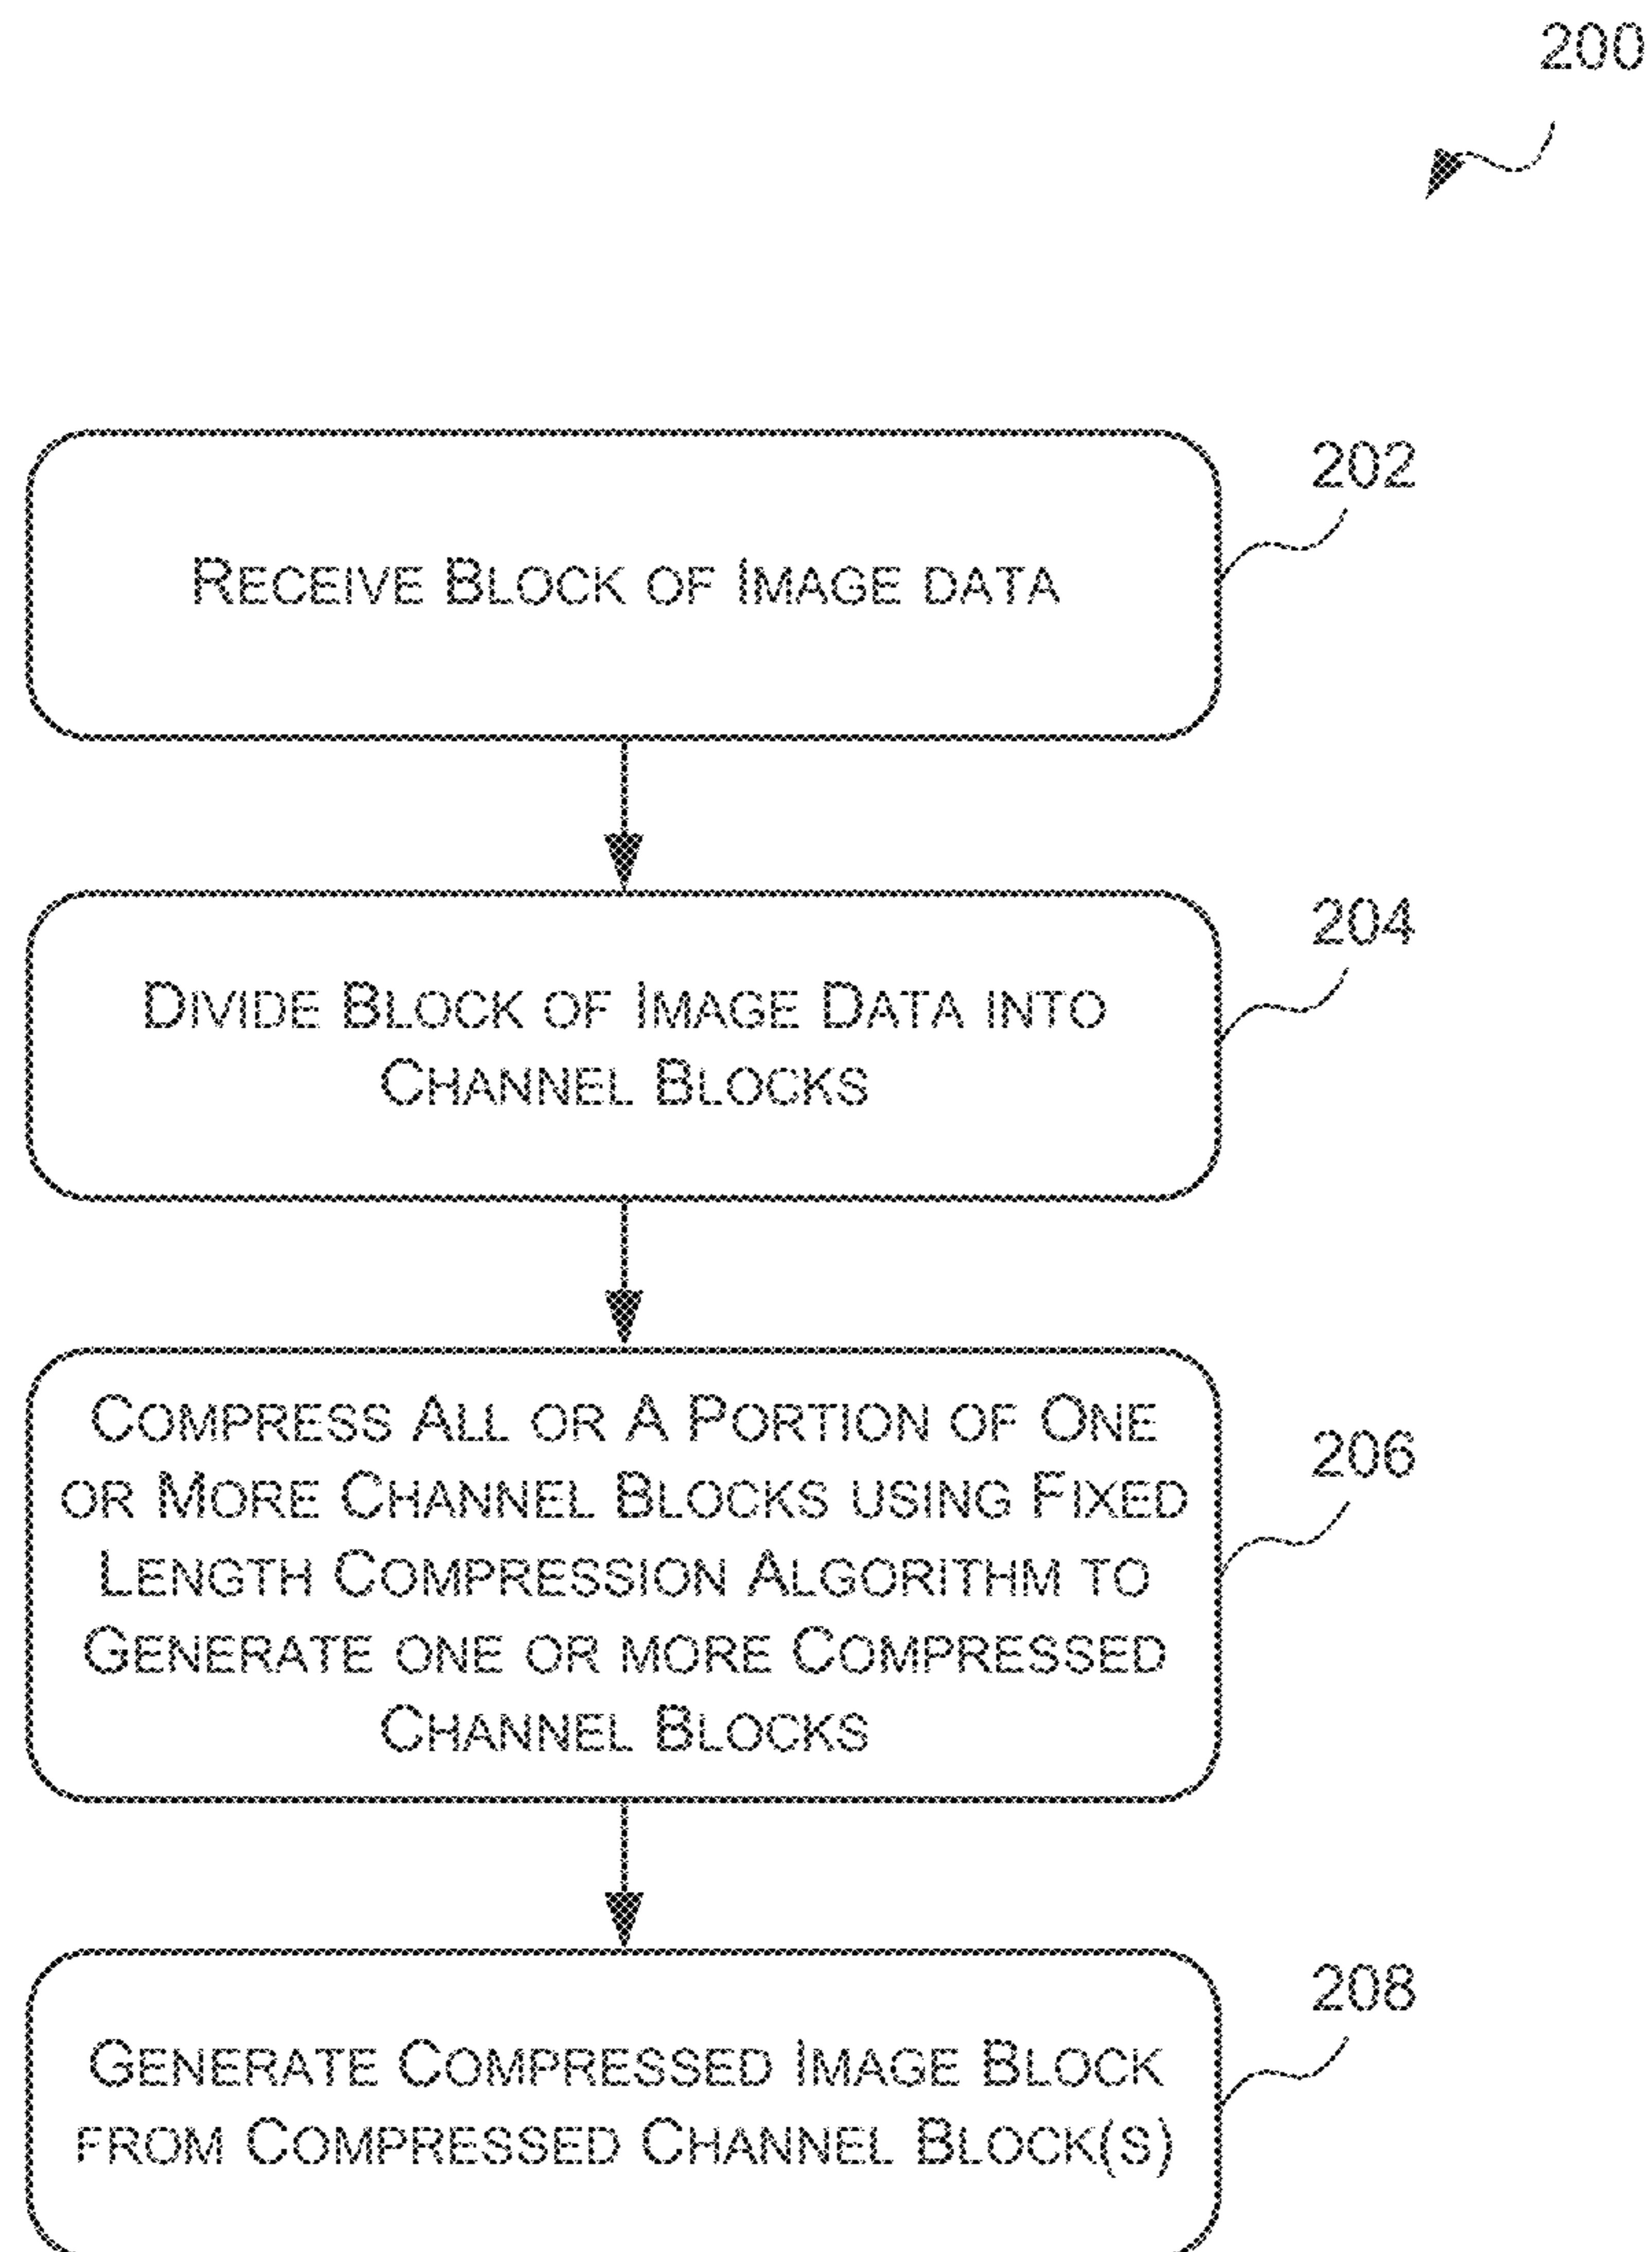 200
202
RECEIVE BLOCK OF IMAGE DATA
204
DIVIDE BLOCK OF IMAGE DATA INTO
CHANNEL BLOCKS
206
COMPRESS ALL OR A PORTION OF ONE
OR MORE CHANNEL BLOCKS USING FIXED
LENGTH COMPRESSION ALGORITHM TO
GENERATE ONE OR MORE COMPRESSED
CHANNEL BLOCKS
208
GENERATE COMPRESSED IMAGE BLOCK
FROM COMPRESSED CHANNEL BLOCK(S)